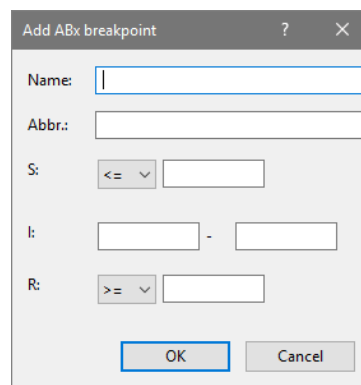 Add ABx breakpoint ? ×
Name:
Abbr.:
S: <=
I: -
R: >=
OK Cancel